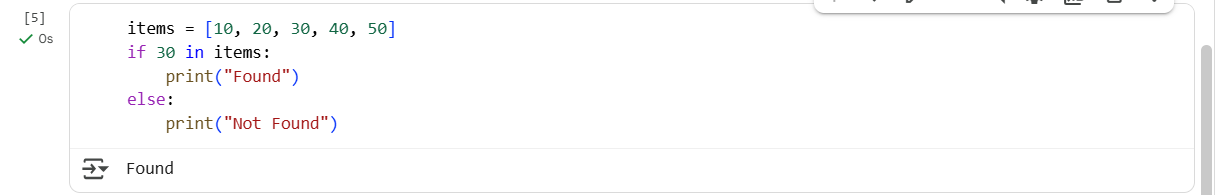 [5]
0s
items = [10, 20, 30, 40, 50]
if 30 in items:
    print("Found")
else:
    print("Not Found")
Found